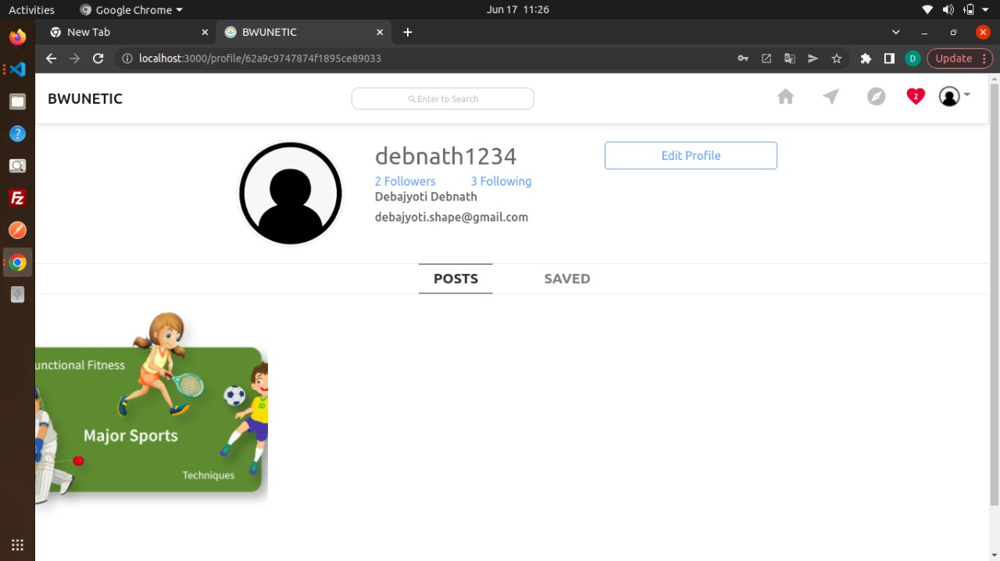 Activities Google Chrome Jun 17 11:26
New Tab BWUNETIC
localhost:3000/profile/62a9c9747874f1895ce89033 D Update
BWUNETIC Enter to Search 2
debnath1234 Edit Profile
2 Followers 3 Following
Debajyoti Debnath
debajyoti.shape@gmail.com
POSTS SAVED
unctional Fitness
10
Major Sports
Techniques